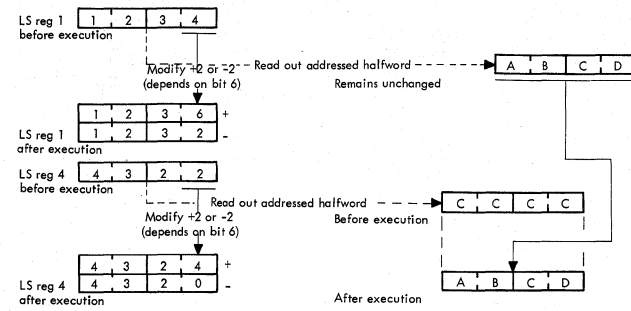 LS reg 1
before execution
1 2 3 4
Read out addressed halfword
Modify +2 or -2
(depends on bit 6)
Remains unchanged
A B C D
1 2 3 6 +
LS reg 1
1 2 3 2 -
after execution
LS reg 4
before execution
4 3 2 2
Read out addressed halfword
Modify +2 or -2
(depends on bit 6)
Before execution
C C C C
4 3 2 4 +
LS reg 4
4 3 2 0 -
after execution
After execution
A B C D